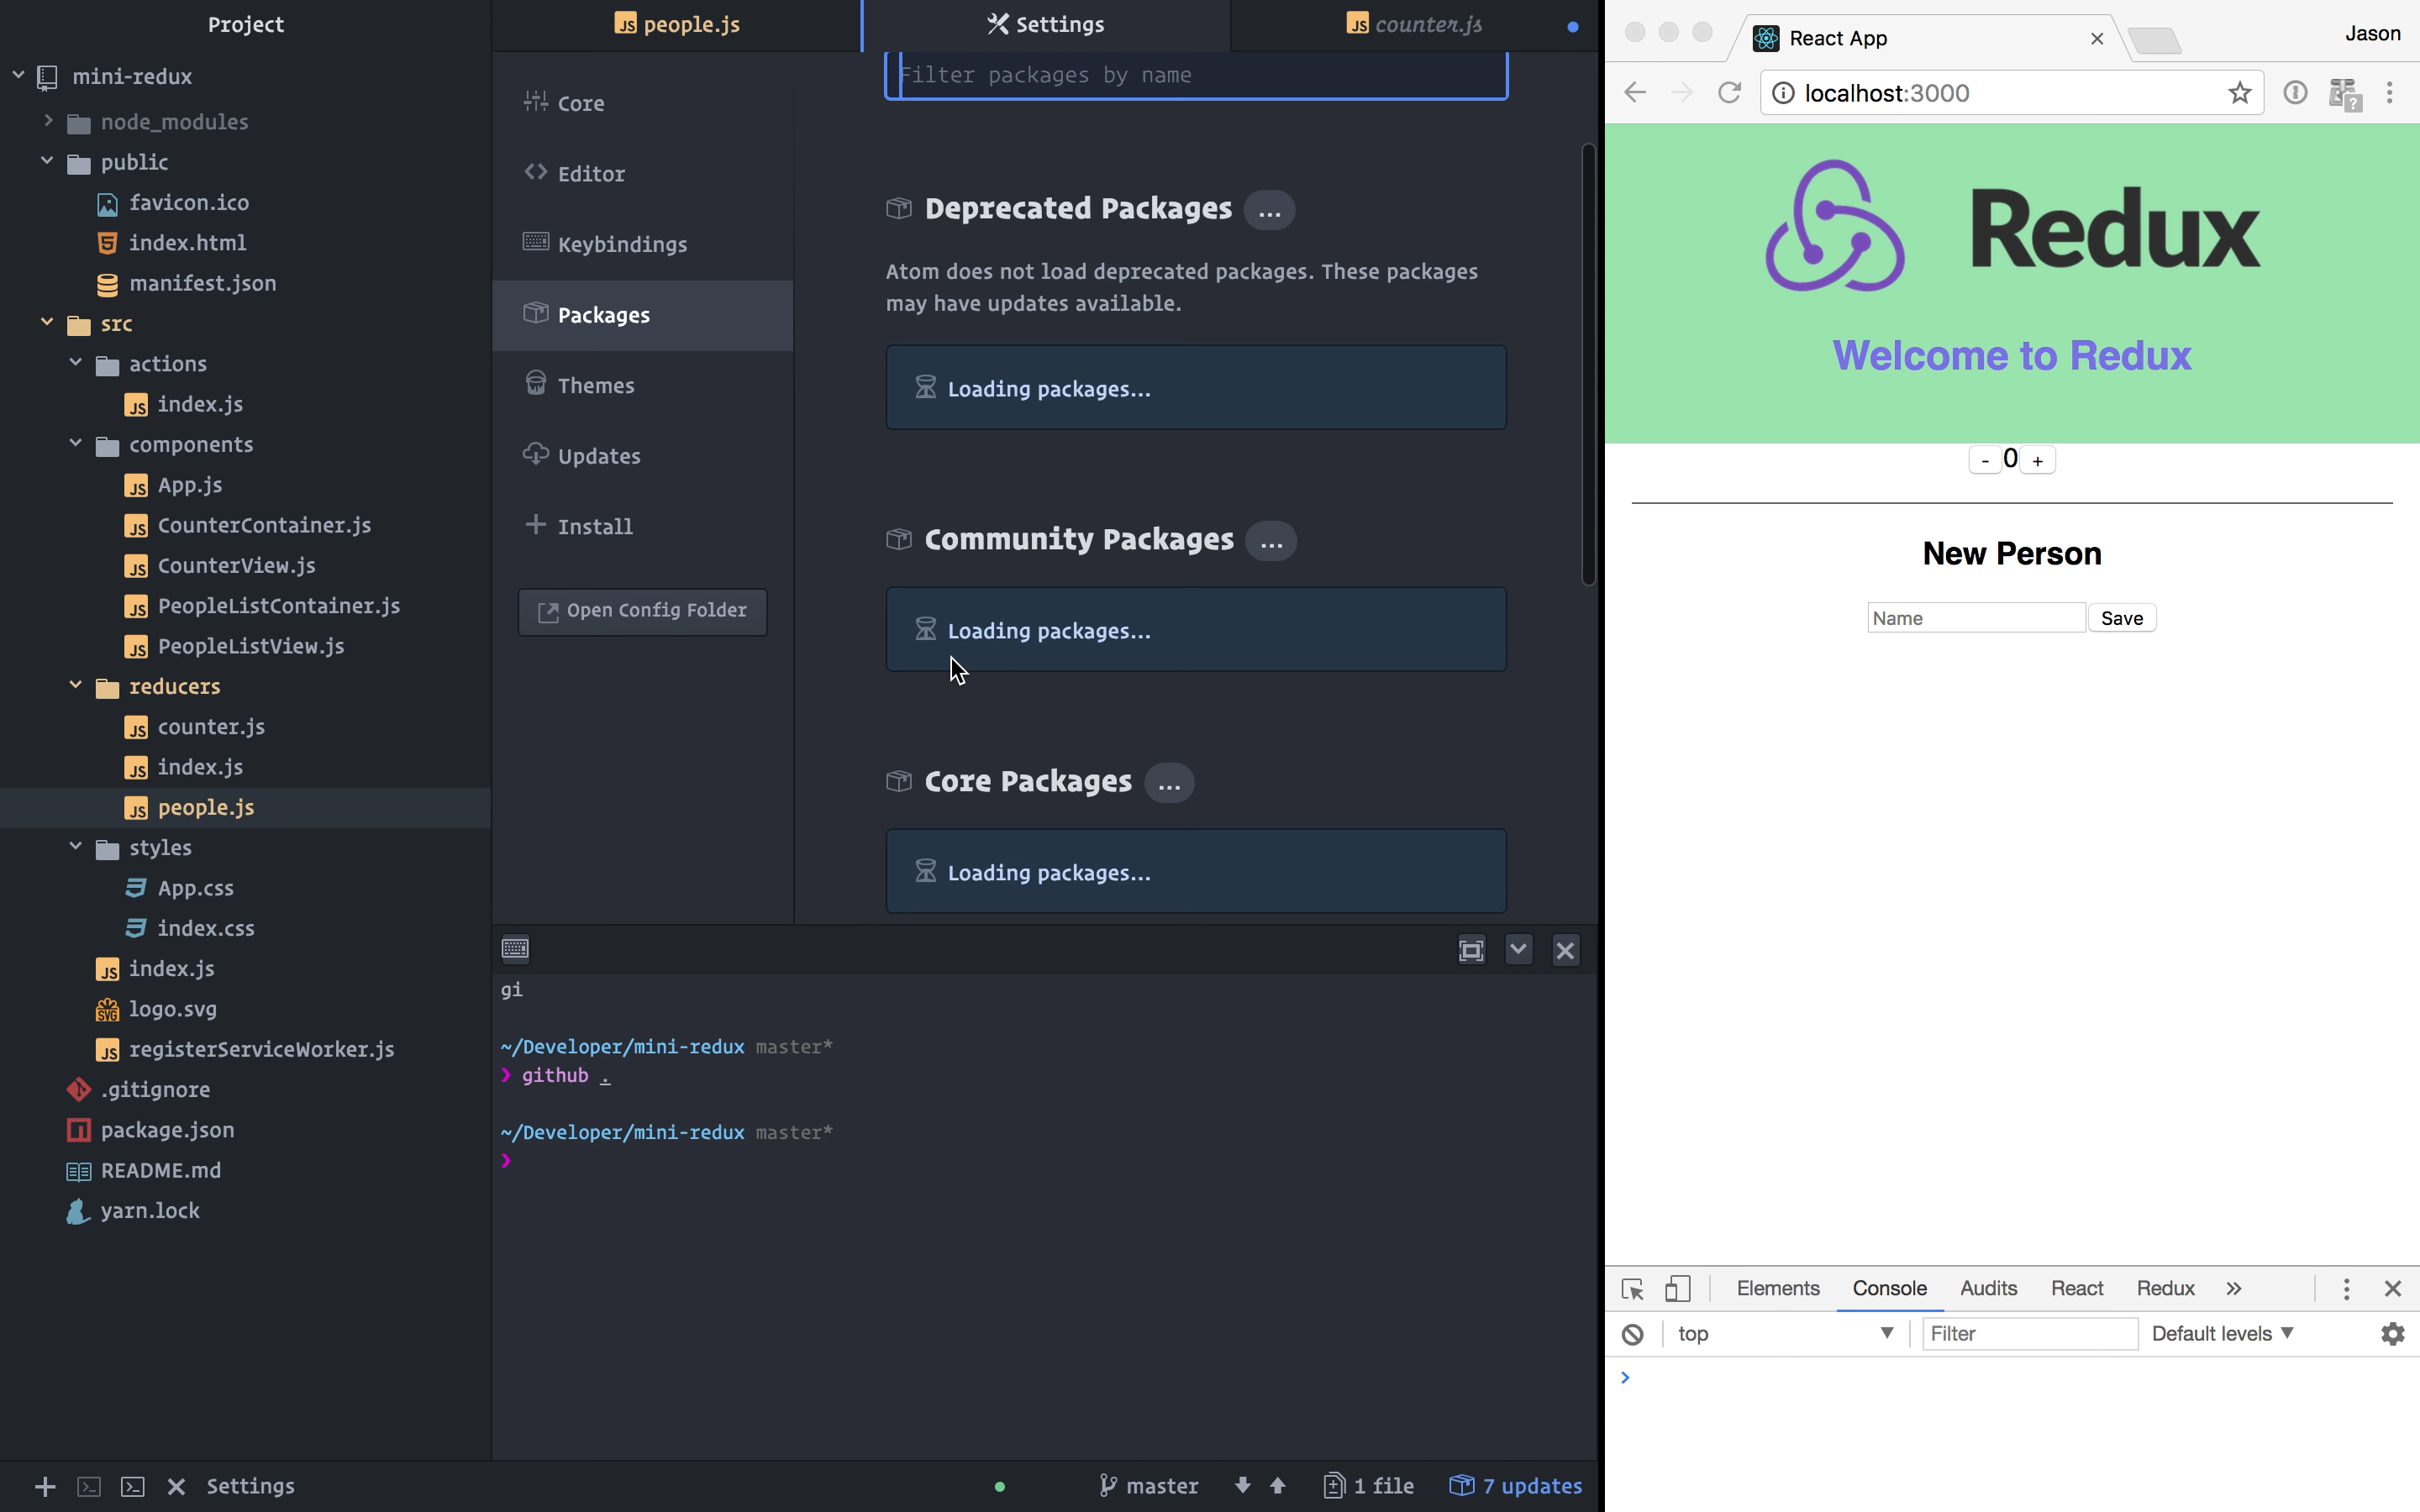 Project
mini-redux
node_modules
public
favicon.ico
index.html
manifest.json
src
actions
index.js
components
App.js
CounterContainer.js
CounterView.js
PeopleListContainer.js
PeopleListView.js
reducers
counter.js
index.js
people.js
styles
App.css
index.css
index.js
logo.svg
registerServiceWorker.js
.gitignore
package.json
README.md
yarn.lock
people.js
Settings
counter.js
Core
Editor
Keybindings
Packages
Themes
Updates
Install
Open Config Folder
Filter packages by name
Deprecated Packages ...
Atom does not load deprecated packages. These packages
may have updates available.
Loading packages...
Community Packages ...
Loading packages...
Core Packages ...
Loading packages...
gi
~/Developer/mini-redux master*
❯ github .
~/Developer/mini-redux master*
❯
Settings
master
1 file
7 updates
React App
Jason
localhost:3000
Redux
Welcome to Redux
- 0 +
New Person
Name Save
Elements Console Audits React Redux »
top Filter Default levels